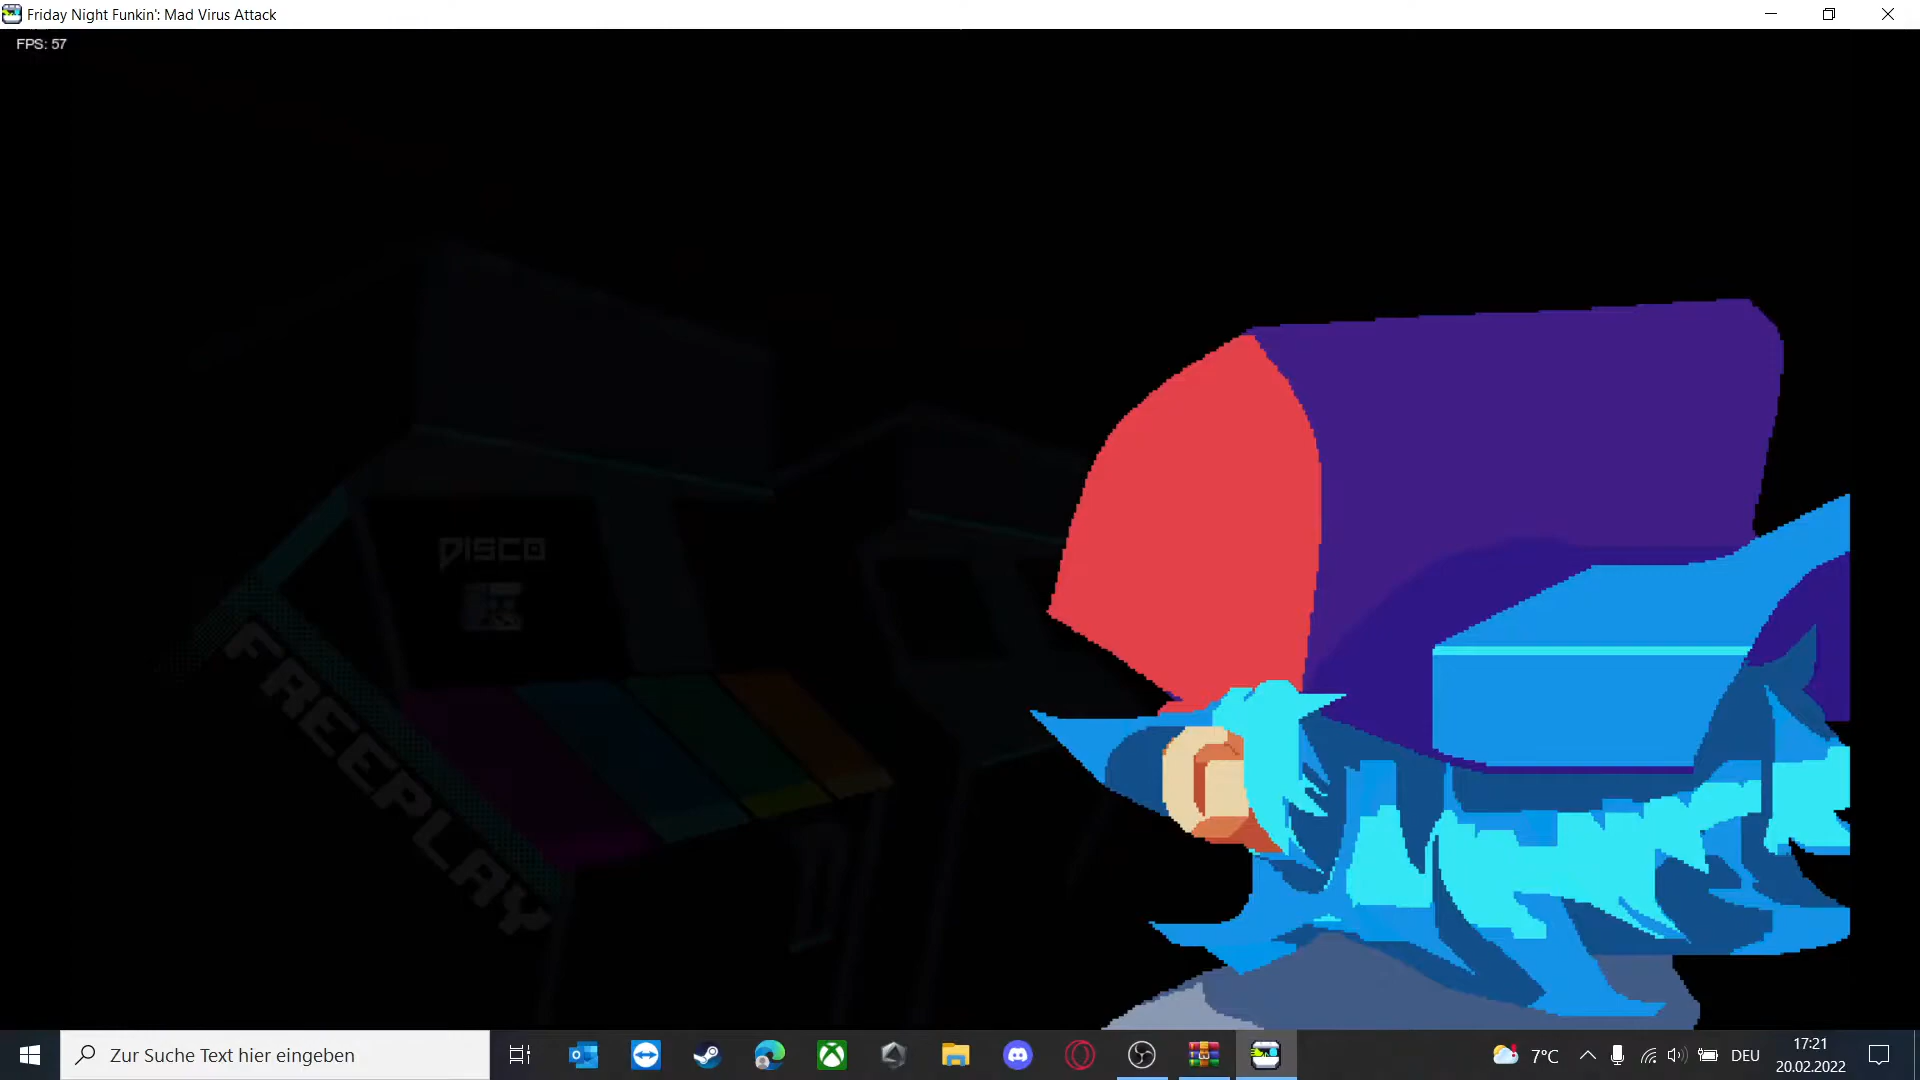 Friday Night Funkin': Mad Virus Attack
FPS: 57
DISCO
FREEPLAY
Zur Suche Text hier eingeben
7°C
DEU
17:21
20.02.2022